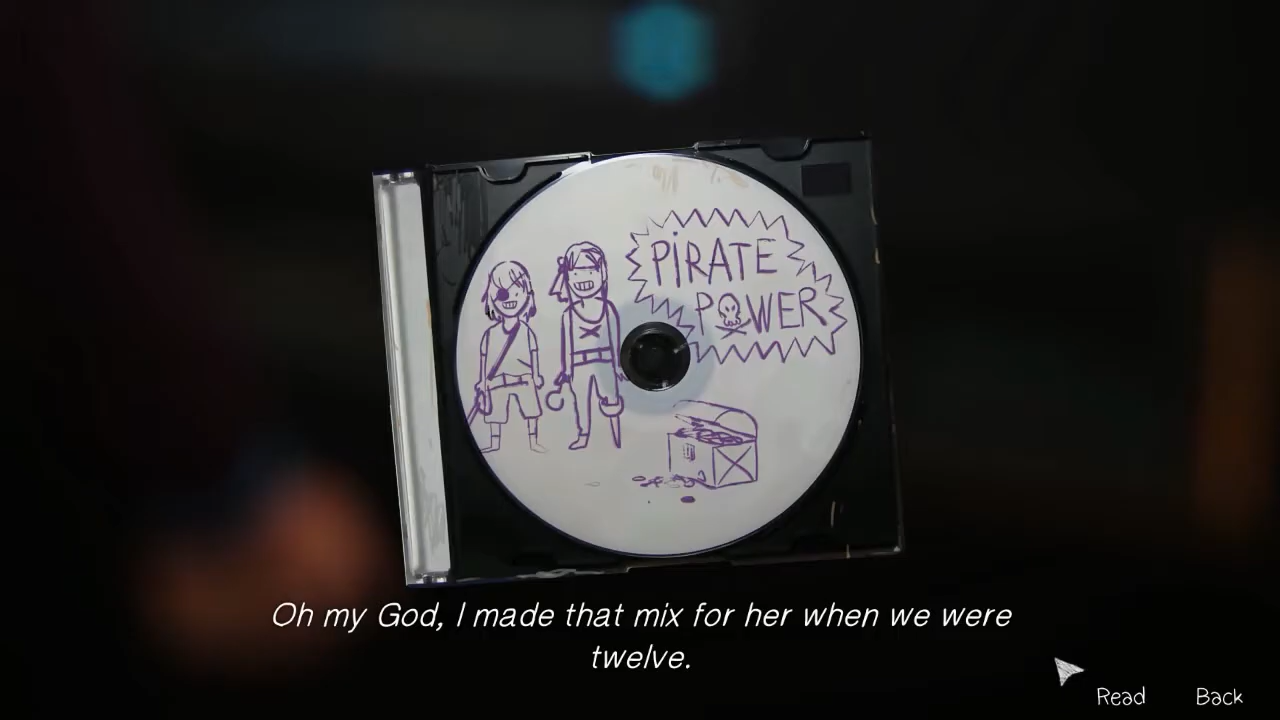 PiRATE
POWER
Oh my God, I made that mix for her when we were
twelve.
Read Back